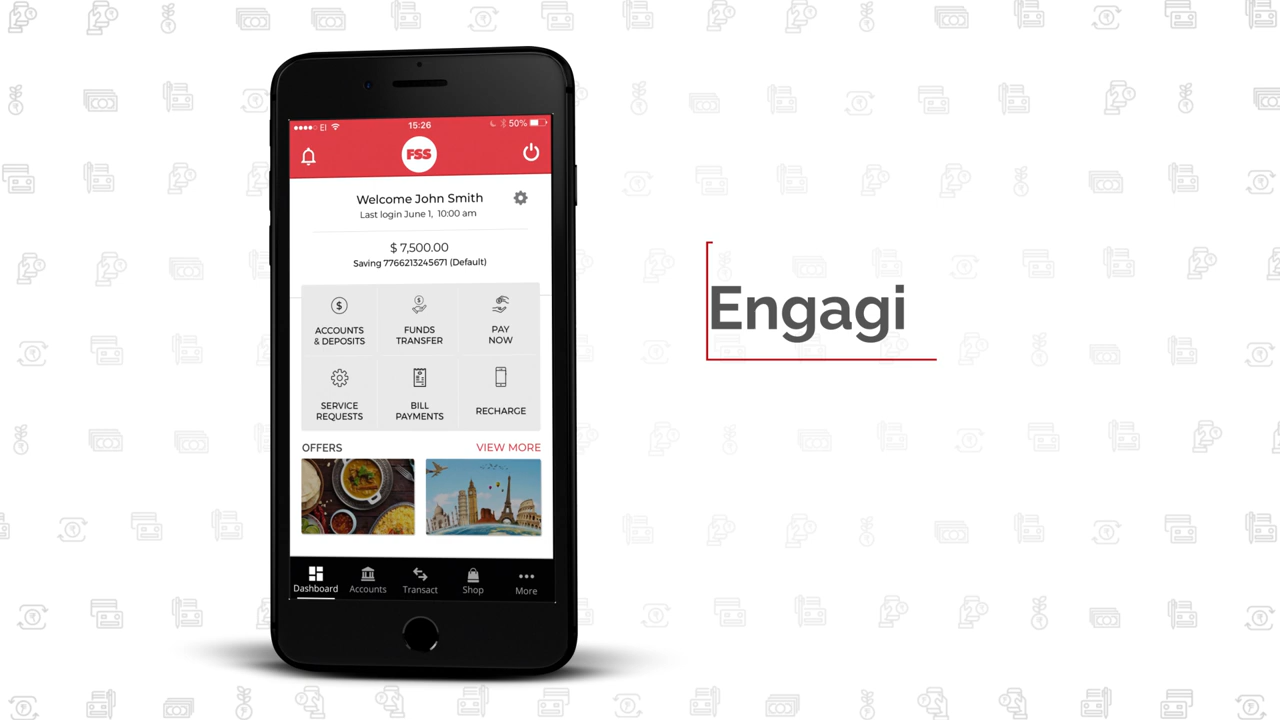 EI
15:26
50%
FSS
Welcome John Smith
Last login June 1, 10:00 am
$ 7,500.00
Saving 7766213245671 (Default)
ACCOUNTS
& DEPOSITS
FUNDS
TRANSFER
PAY
NOW
SERVICE
REQUESTS
BILL
PAYMENTS
RECHARGE
OFFERS
VIEW MORE
Dashboard
Accounts
Transact
Shop
More
Engagi